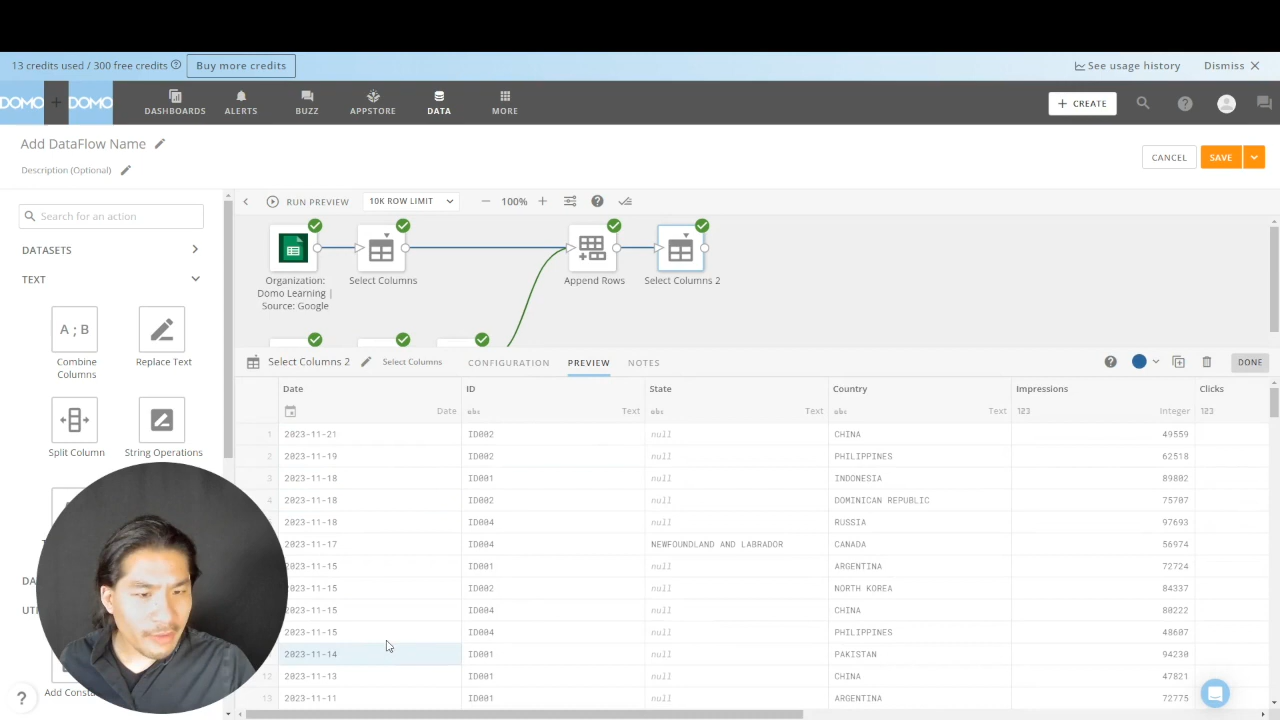 13 credits used / 300 free credits
Buy more credits
See usage history
Dismiss
DOMO
+
DOMO
DASHBOARDS
ALERTS
BUZZ
APPSTORE
DATA
MORE
+ CREATE
Add DataFlow Name
Description (Optional)
CANCEL
SAVE
Search for an action
DATASETS
TEXT
A ; B
Combine
Columns
Replace Text
Split Column
String Operations
Add Const
RUN PREVIEW
10K ROW LIMIT
100%
Organization:
Domo Learning |
Source: Google
Select Columns
Append Rows
Select Columns 2
Select Columns 2
Select Columns
CONFIGURATION
PREVIEW
NOTES
DONE
Date ID State Country Impressions Clicks
Date abc Text abc Text abc Text 123 Integer 123
1 2023-11-21 ID002 null CHINA 49559
2 2023-11-19 ID002 null PHILIPPINES 62518
3 2023-11-18 ID001 null INDONESIA 89802
4 2023-11-18 ID002 null DOMINICAN REPUBLIC 75707
5 2023-11-18 ID004 null RUSSIA 97693
2023-11-17 ID004 NEWFOUNDLAND AND LABRADOR CANADA 56974
2023-11-15 ID001 null ARGENTINA 72724
2023-11-15 ID002 null NORTH KOREA 84337
2023-11-15 ID004 null CHINA 80222
2023-11-15 ID004 null PHILIPPINES 48607
2023-11-14 ID001 null PAKISTAN 94230
12 2023-11-13 ID001 null CHINA 47821
13 2023-11-11 ID001 null ARGENTINA 72775